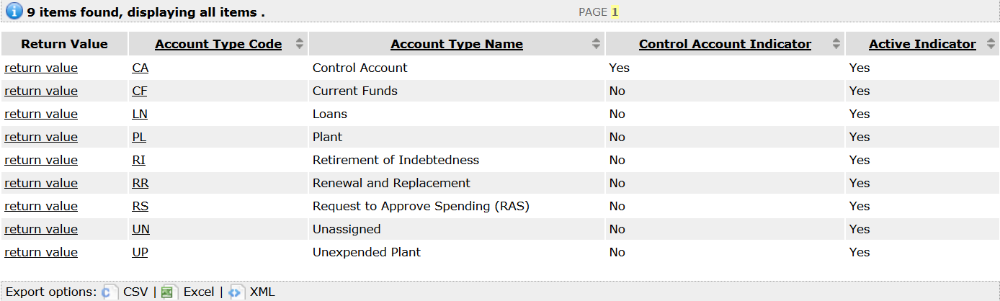 9 items found, displaying all items . PAGE 1
Return Value Account Type Code Account Type Name Control Account Indicator Active Indicator
return value CA Control Account Yes Yes
return value CF Current Funds No Yes
return value LN Loans No Yes
return value PL Plant No Yes
return value RI Retirement of Indebtedness No Yes
return value RR Renewal and Replacement No Yes
return value RS Request to Approve Spending (RAS) No Yes
return value UN Unassigned No Yes
return value UP Unexpended Plant No Yes
Export options: CSV | Excel | XML